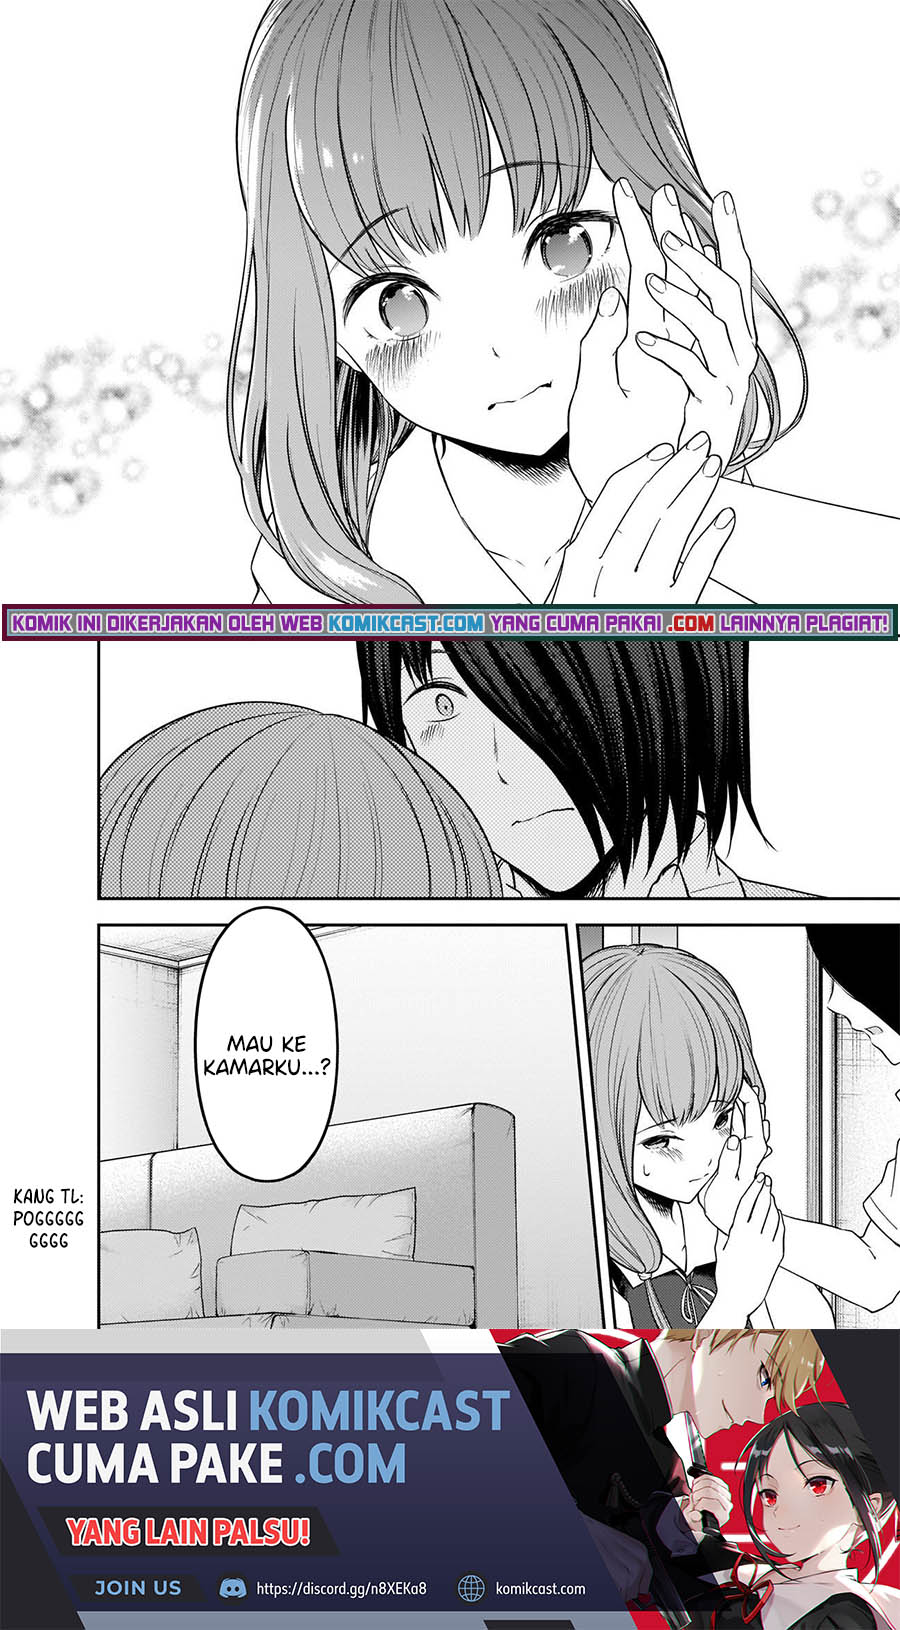 KOMIK INI DIKERJAKAN OLEH WEB KOMIKCAST.COM YANG CUMA PAKAI .COM LAINNYA PLAGIAT!
MAU KE
KAMARKU...?
KANG TL:
POGGGGG
GGGG
WEB ASLI KOMIKCAST
CUMA PAKE .COM
YANG LAIN PALSU!
JOIN US https://discord.gg/n8XEKa8 komikcast.com